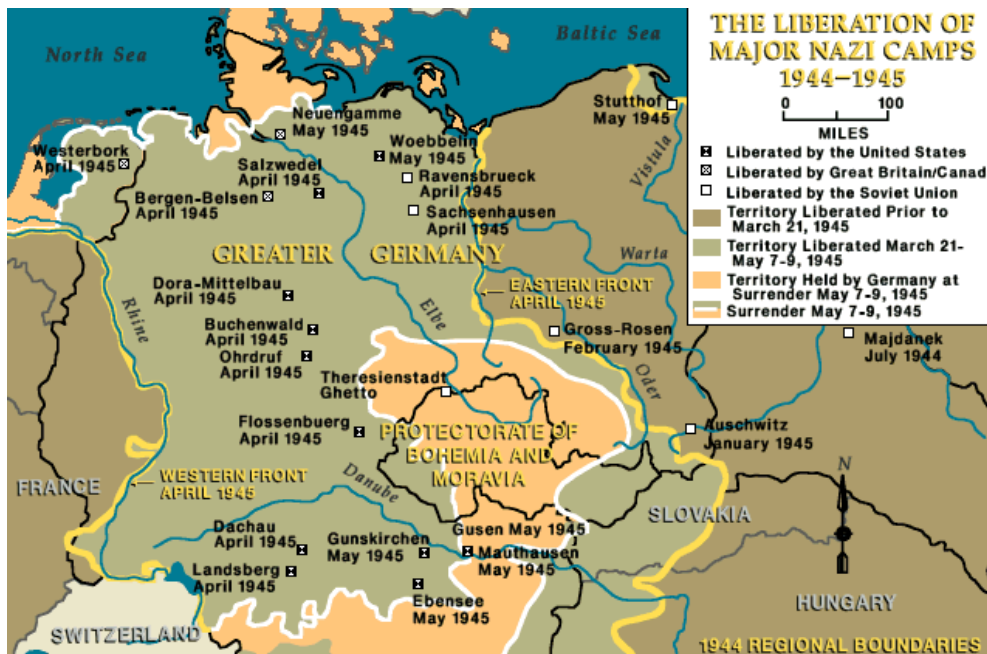 THE LIBERATION OF
MAJOR NAZI CAMPS
1944–1945
0 100
MILES
Liberated by the United States
Liberated by Great Britain/Canad
Liberated by the Soviet Union
Territory Liberated Prior to
March 21, 1945
Territory Liberated March 21-
May 7-9, 1945
Territory Held by Germany at
Surrender May 7-9, 1945
Surrender May 7-9, 1945
North Sea
Baltic Sea
Stutthof
May 1945
Neuengamme
May 1945
Woebbelin
May 1945
Westerbork
April 1945
Salzwedel
April 1945
Ravensbrueck
April 1945
Bergen-Belsen
April 1945
Sachsenhausen
April 1945
Vistula
Warta
GREATER GERMANY
Dora-Mittelbau
April 1945
EASTERN FRONT
APRIL 1945
Rhine
Elbe
Buchenwald
April 1945
Gross-Rosen
February 1945
Majdanek
July 1944
Ohrdruf
April 1945
Theresienstadt
Ghetto
Oder
Flossenbuerg
April 1945
PROTECTORATE OF
BOHEMIA AND
MORAVIA
Auschwitz
January 1945
FRANCE
WESTERN FRONT
APRIL 1945
Danube
N
SLOVAKIA
Dachau
April 1945
Gunskirchen
May 1945
Gusen May 1945
Mauthausen
May 1945
Landsberg
April 1945
Ebensee
May 1945
HUNGARY
SWITZERLAND
1944 REGIONAL BOUNDARIES